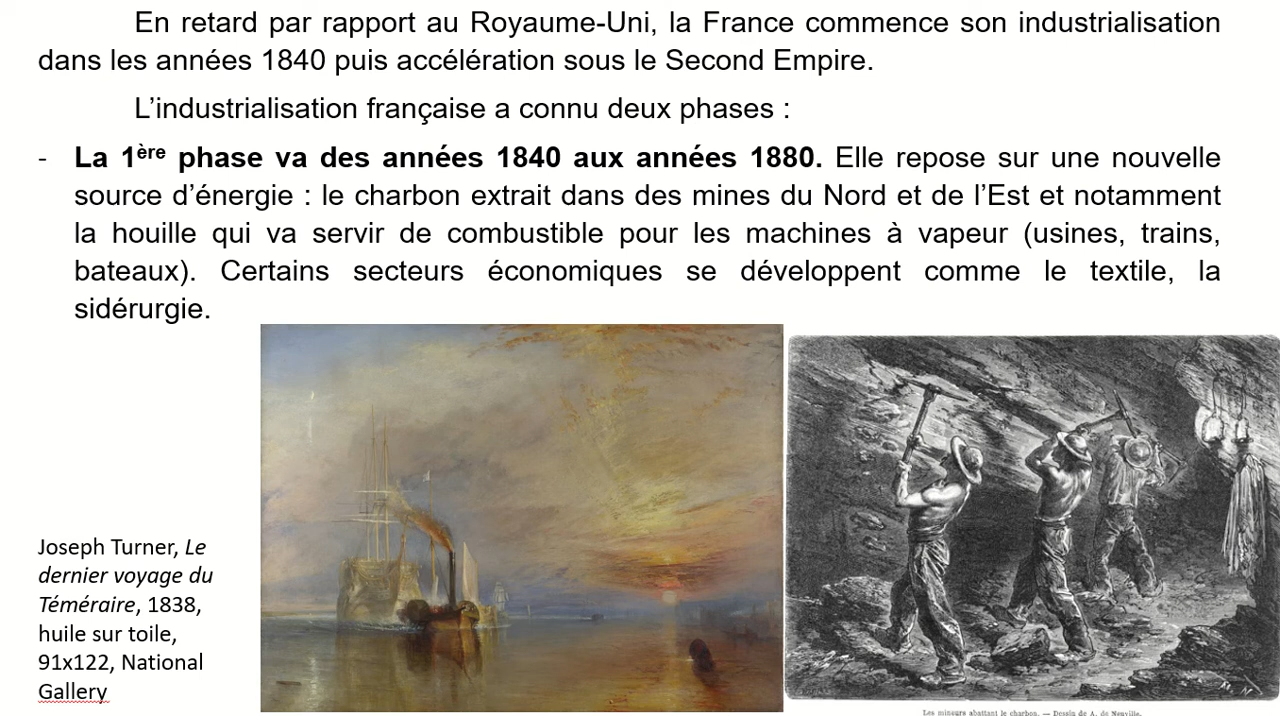 En retard par rapport au Royaume-Uni, la France commence son industrialisation
dans les années 1840 puis accélération sous le Second Empire.
L’industrialisation française a connu deux phases :
- La 1ère phase va des années 1840 aux années 1880. Elle repose sur une nouvelle
source d’énergie : le charbon extrait dans des mines du Nord et de l’Est et notamment
la houille qui va servir de combustible pour les machines à vapeur (usines, trains,
bateaux). Certains secteurs économiques se développent comme le textile, la
sidérurgie.
Joseph Turner, Le
dernier voyage du
Téméraire, 1838,
huile sur toile,
91x122, National
Gallery
Les mineurs abattant le charbon. — Dessin de A. de Neuville.